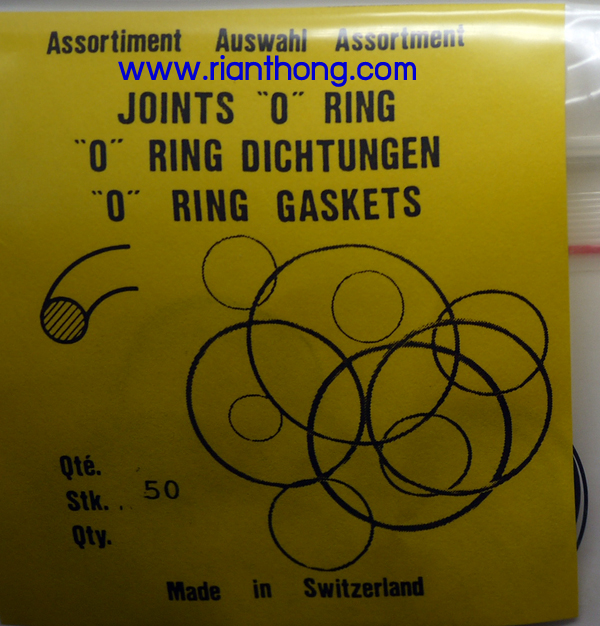 Assortiment Auswahl Assortment
www.rianthong.com
JOINTS "O" RING
"O" RING DICHTUNGEN
"O" RING GASKETS
Qté.
Stk. . 50
Qty.
Made in Switzerland